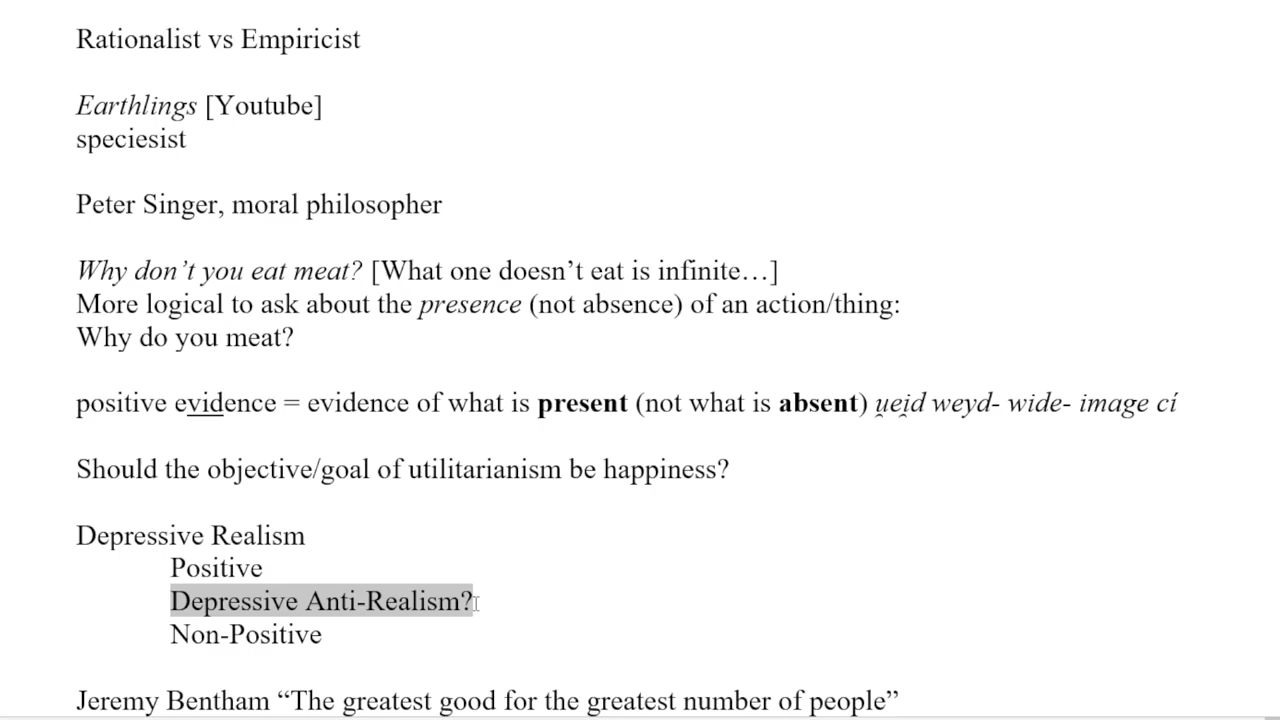 Rationalist vs Empiricist
Earthlings [Youtube]
speciesist
Peter Singer, moral philosopher
Why don’t you eat meat? [What one doesn’t eat is infinite…]
More logical to ask about the presence (not absence) of an action/thing:
Why do you meat?
positive evidence = evidence of what is present (not what is absent) u̯ei̯d weyd- wide- image cí
Should the objective/goal of utilitarianism be happiness?
Depressive Realism
Positive
Depressive Anti-Realism?
Non-Positive
Jeremy Bentham “The greatest good for the greatest number of people”